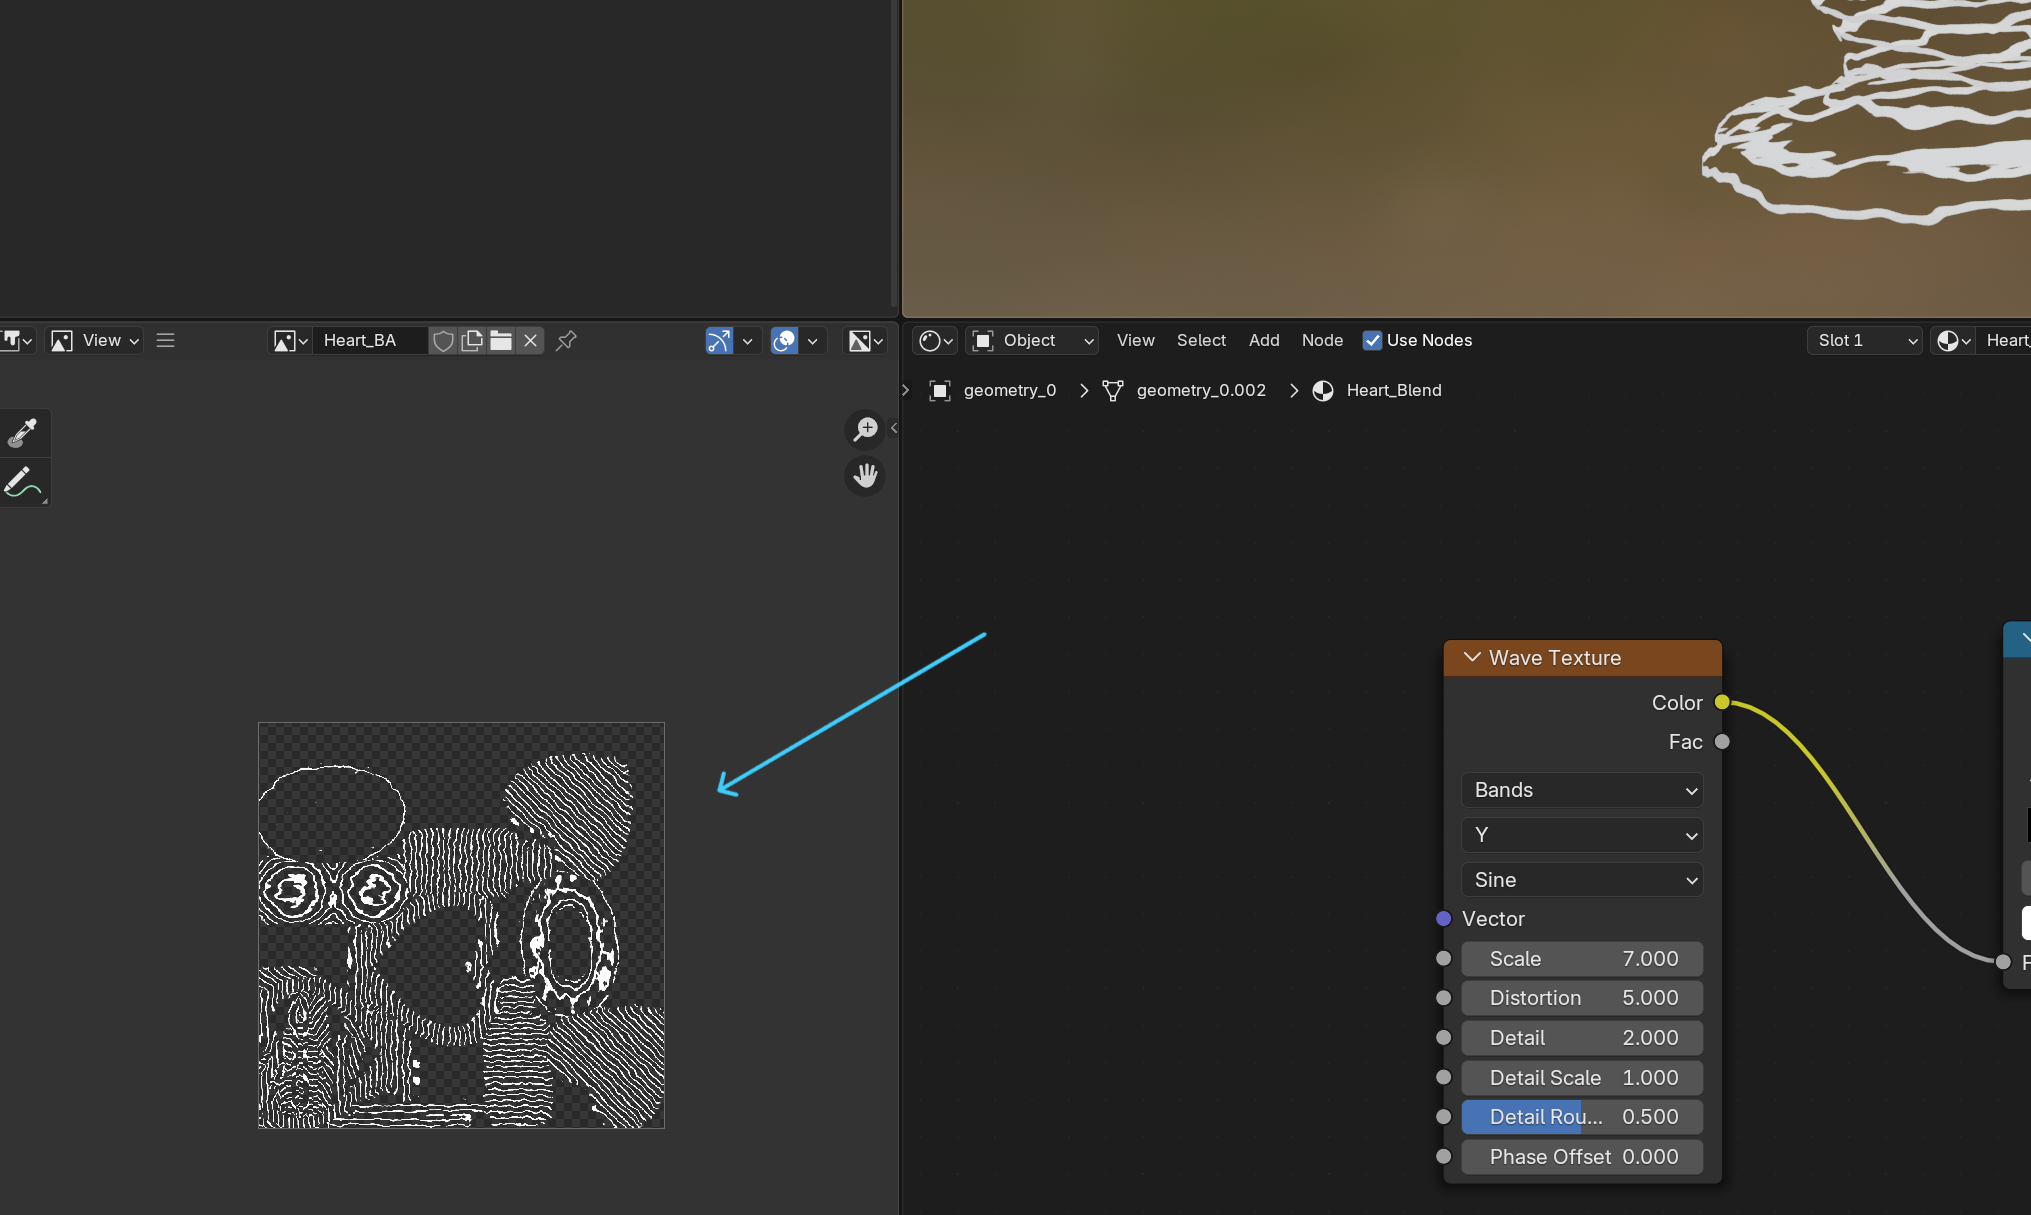 View
Heart_BA
Object
View
Select
Add
Node
Use Nodes
Slot 1
Heart_
geometry_0
geometry_0.002
Heart_Blend
Wave Texture
Color
Fac
Bands
Y
Sine
Vector
Scale 7.000
Distortion 5.000
Detail 2.000
Detail Scale 1.000
Detail Rou... 0.500
Phase Offset 0.000